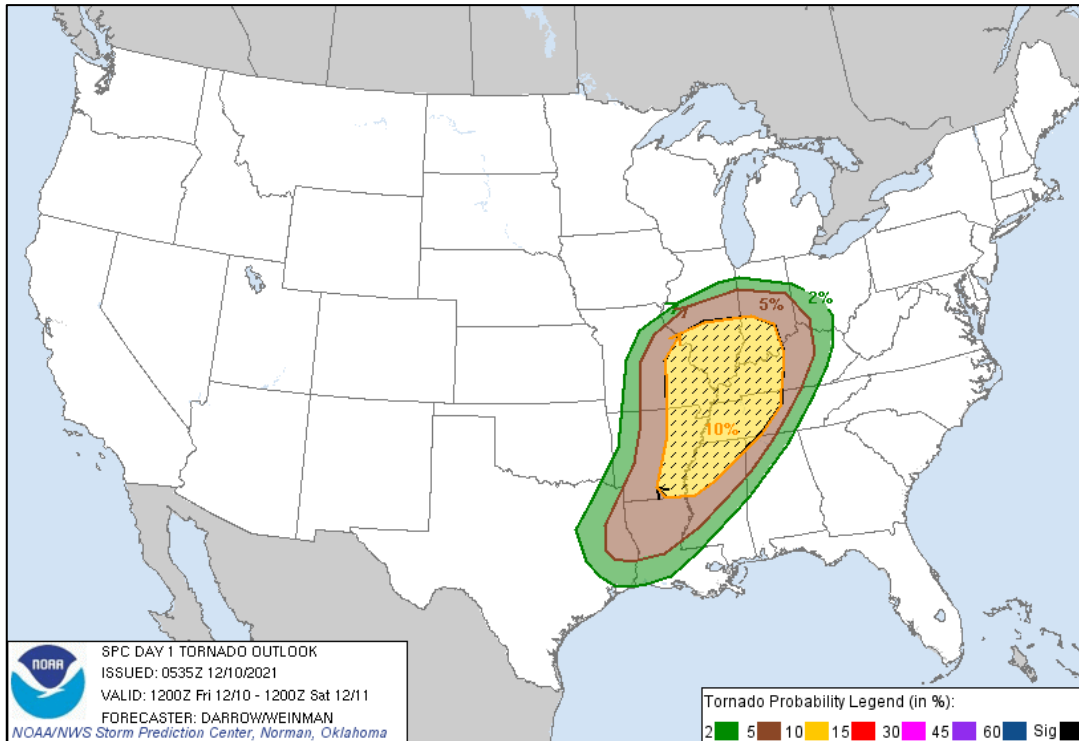 2%
5%
10%
NOAA
SPC DAY 1 TORNADO OUTLOOK
ISSUED: 0535Z 12/10/2021
VALID: 1200Z Fri 12/10 - 1200Z Sat 12/11
FORECASTER: DARROW/WEINMAN
NOAA/NWS Storm Prediction Center, Norman, Oklahoma
Tornado Probability Legend (in %):
2 5 10 15 30 45 60 Sig